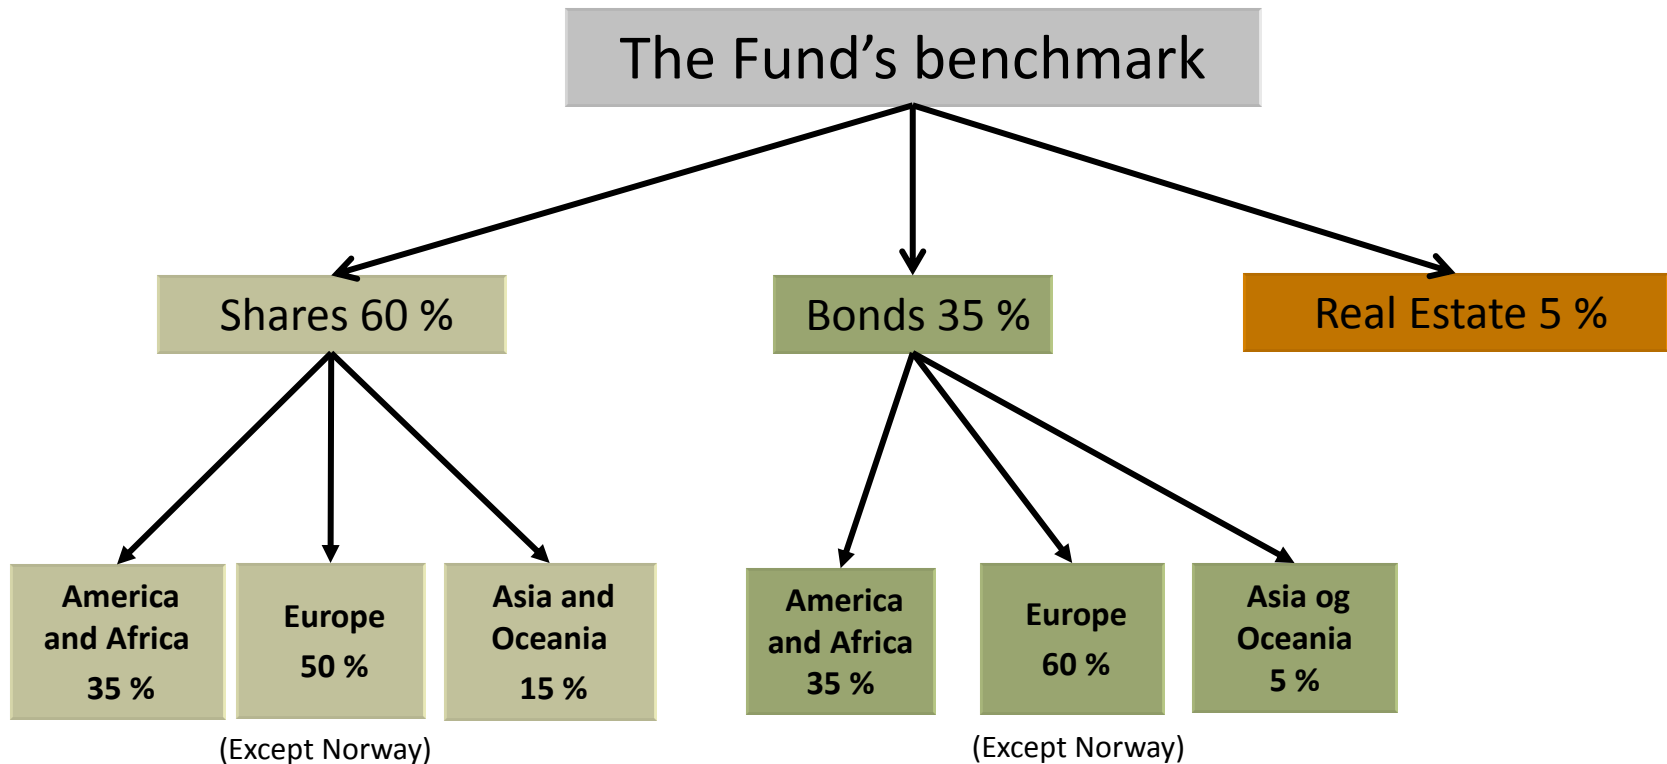 The Fund’s benchmark
Shares 60 %
Bonds 35 %
Real Estate 5 %
America
and Africa
35 %
Europe
50 %
Asia and
Oceania
15 %
America
and Africa
35 %
Europe
60 %
Asia og
Oceania
5 %
(Except Norway)
(Except Norway)